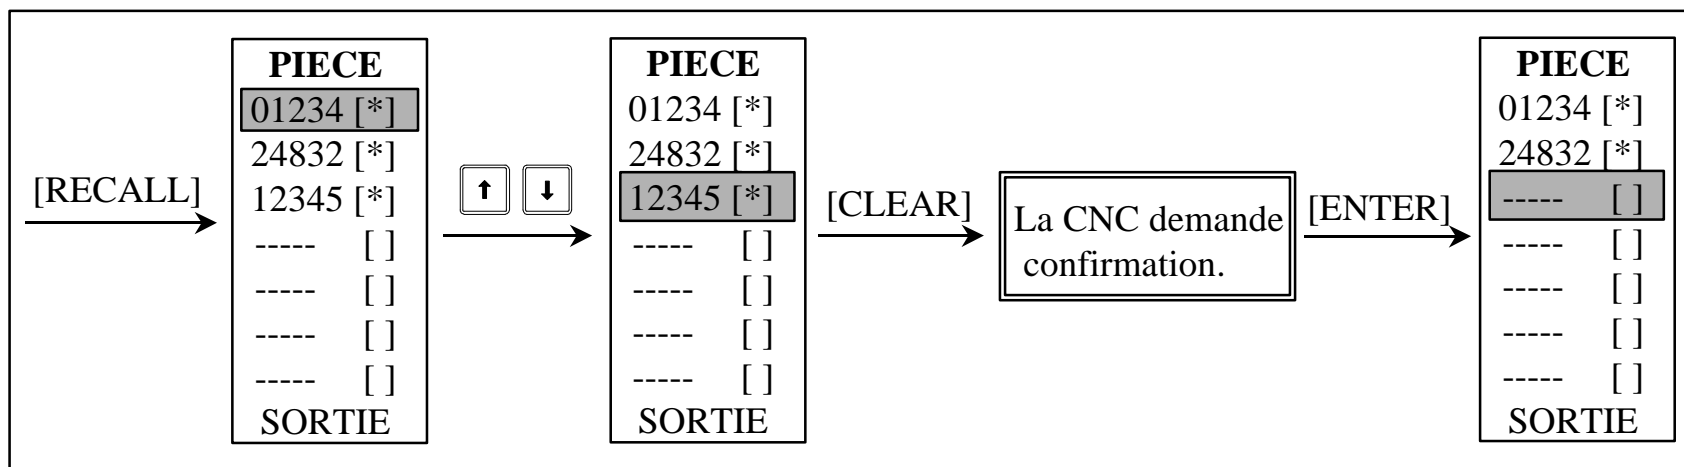 [RECALL]
PIECE
01234 [*]
24832 [*]
12345 [*]
----- [ ]
----- [ ]
----- [ ]
----- [ ]
SORTIE
↑ ↓
PIECE
01234 [*]
24832 [*]
12345 [*]
----- [ ]
----- [ ]
----- [ ]
----- [ ]
SORTIE
[CLEAR]
La CNC demande
confirmation.
[ENTER]
PIECE
01234 [*]
24832 [*]
----- [ ]
----- [ ]
----- [ ]
----- [ ]
----- [ ]
SORTIE